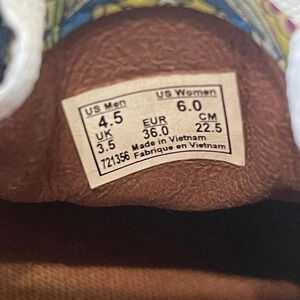 US Men US Women
4.5 6.0
UK EUR CM
3.5 36.0 22.5
Made in Vietnam
721356 Fabrique en Vietnam